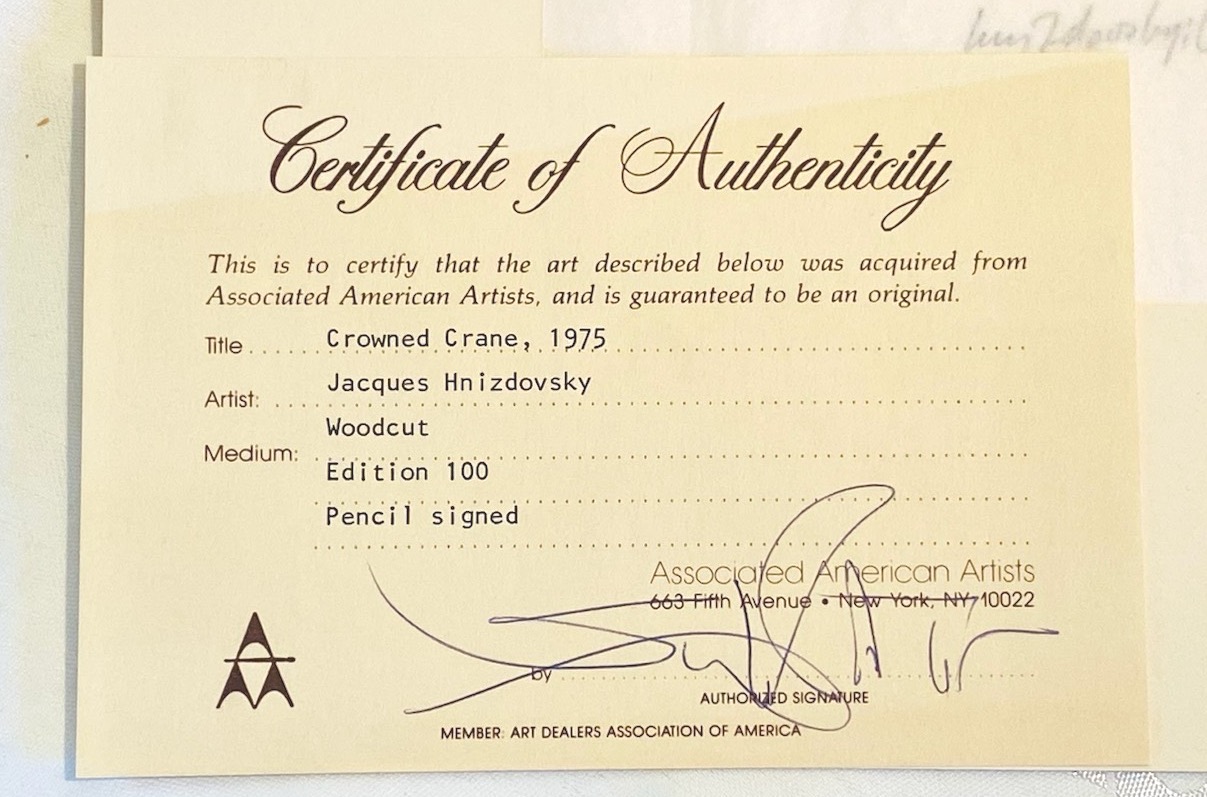 Certificate of Authenticity
This is to certify that the art described below was acquired from
Associated American Artists, and is guaranteed to be an original.
Title Crowned Crane, 1975
Artist: Jacques Hnizdovsky
Medium: Woodcut
Edition 100
Pencil signed
Associated American Artists
663 Fifth Avenue • New York, NY 10022
by
AUTHORIZED SIGNATURE
MEMBER: ART DEALERS ASSOCIATION OF AMERICA